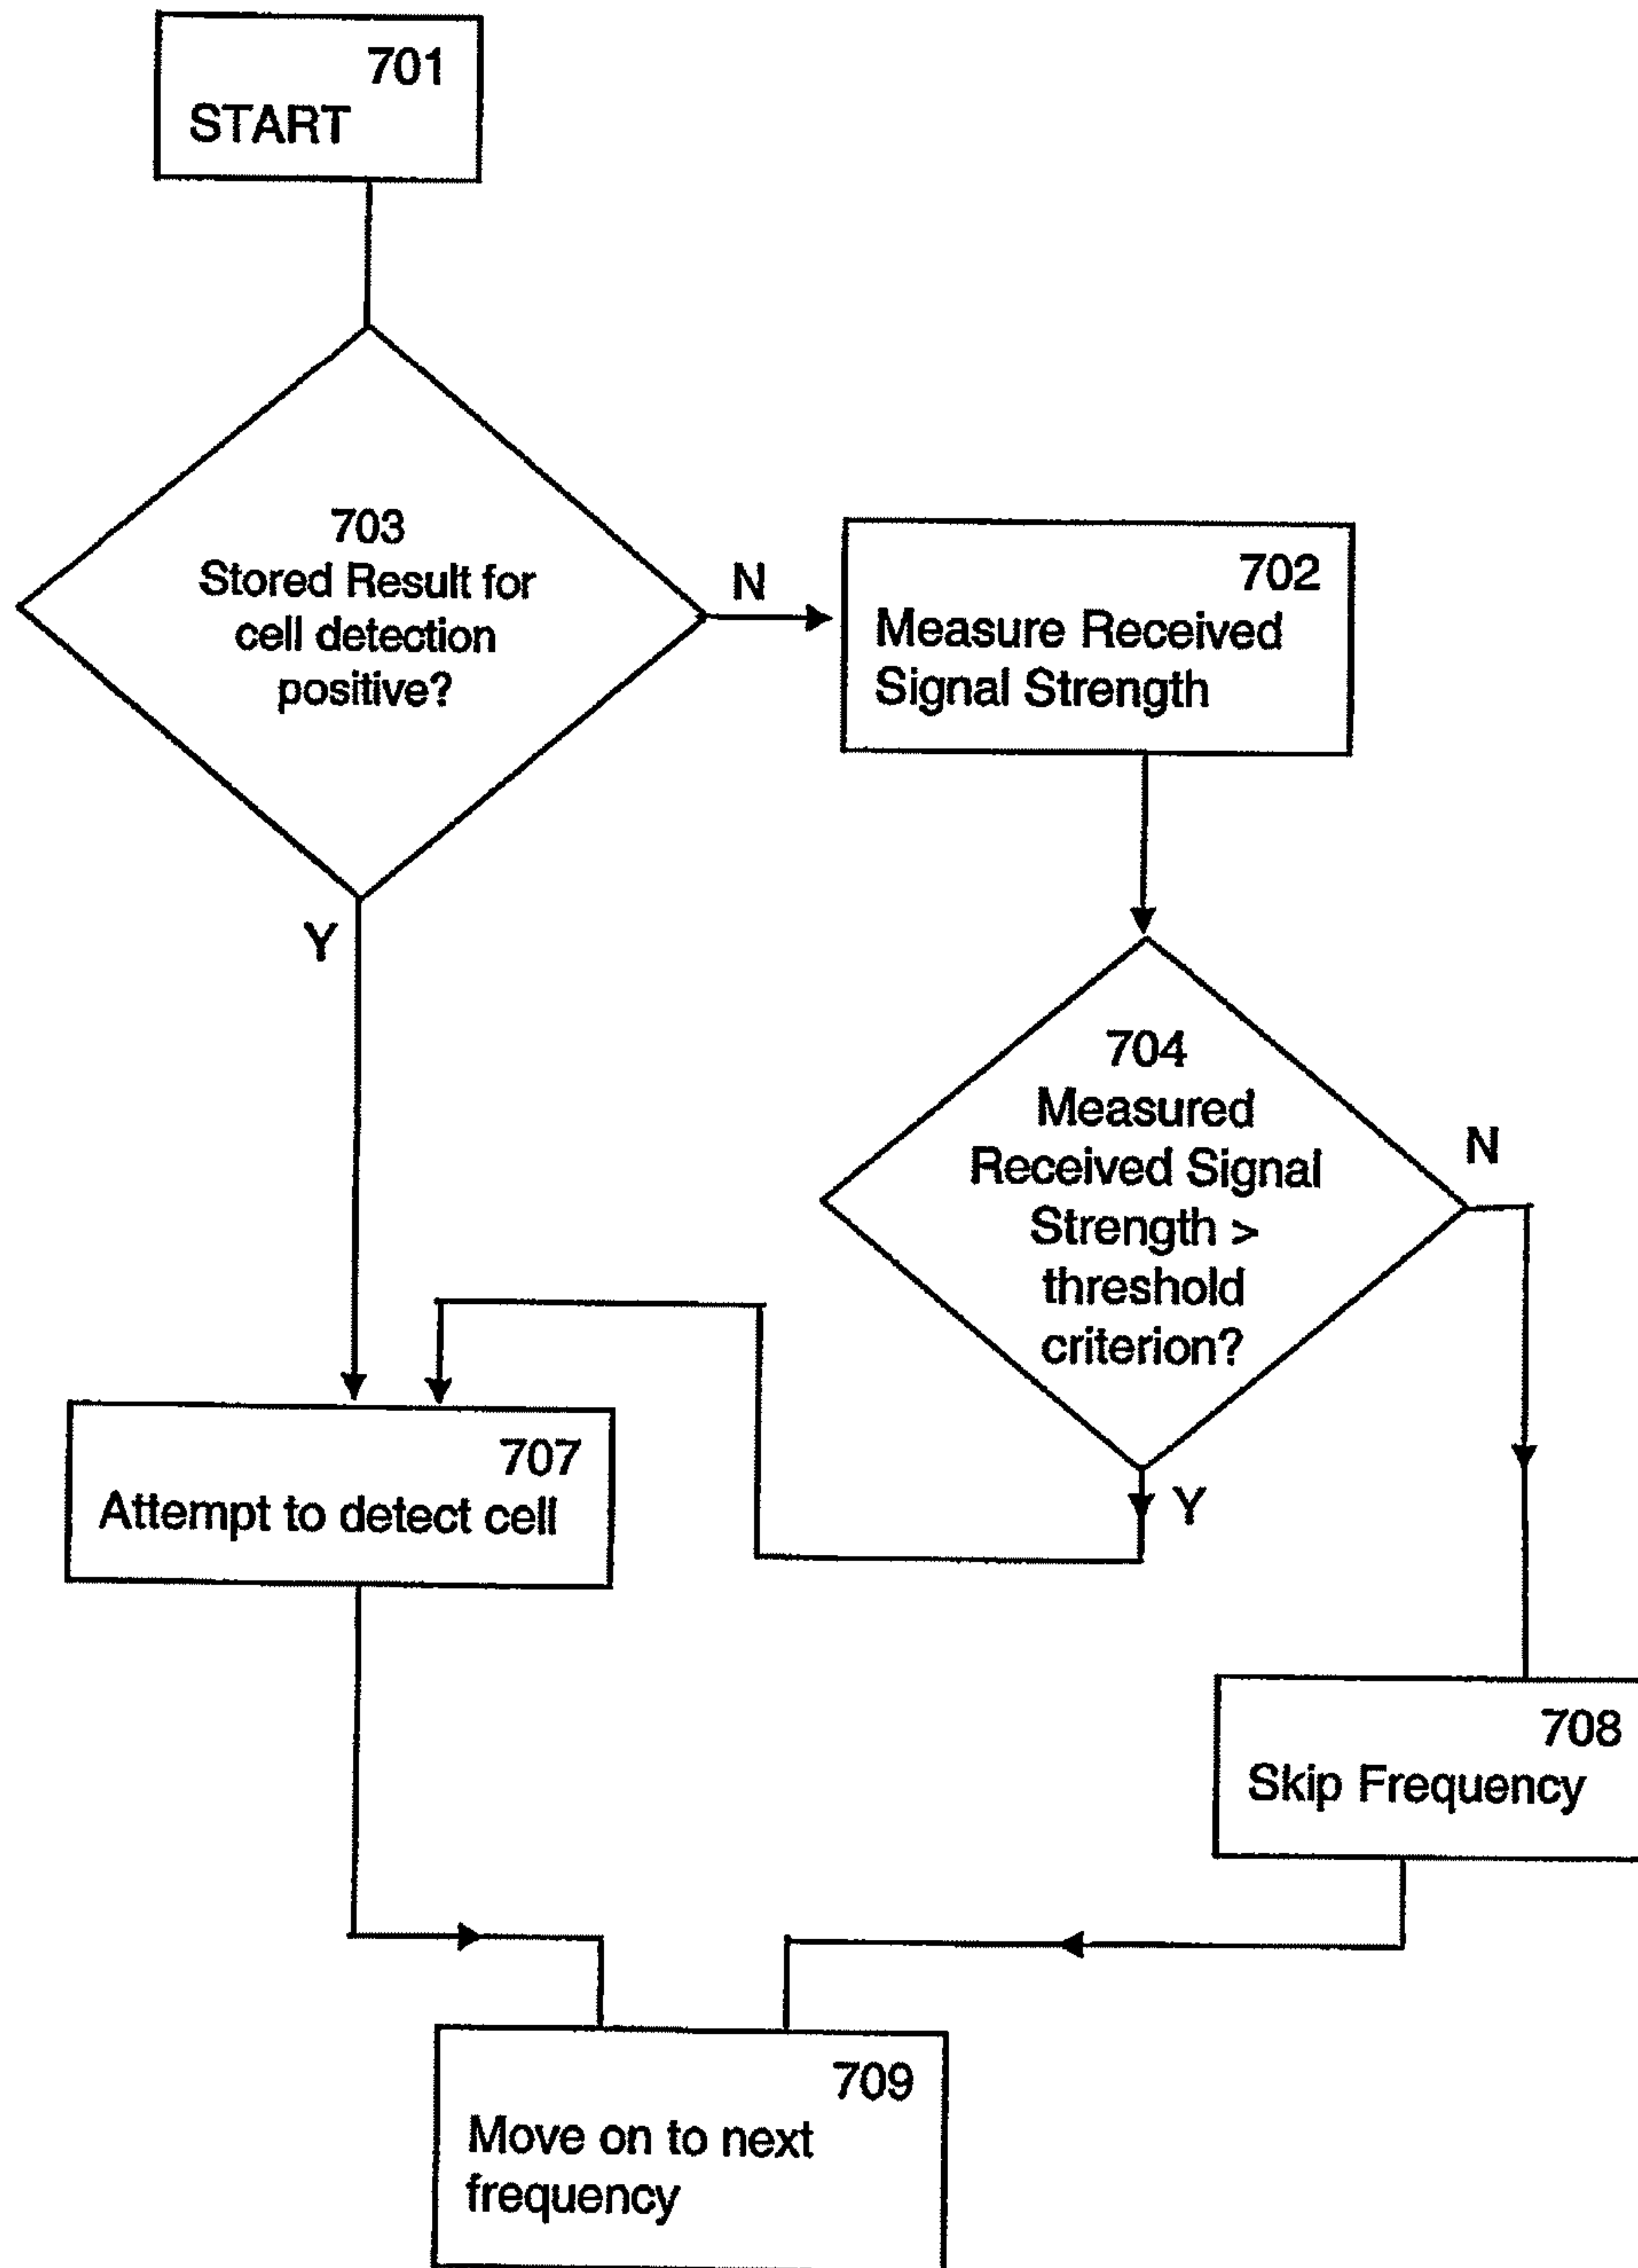 701
START
703
Stored Result for
cell detection
positive?
N
702
Measure Received
Signal Strength
Y
704
Measured
Received Signal
Strength >
threshold
criterion?
N
Y
707
Attempt to detect cell
708
Skip Frequency
709
Move on to next
frequency